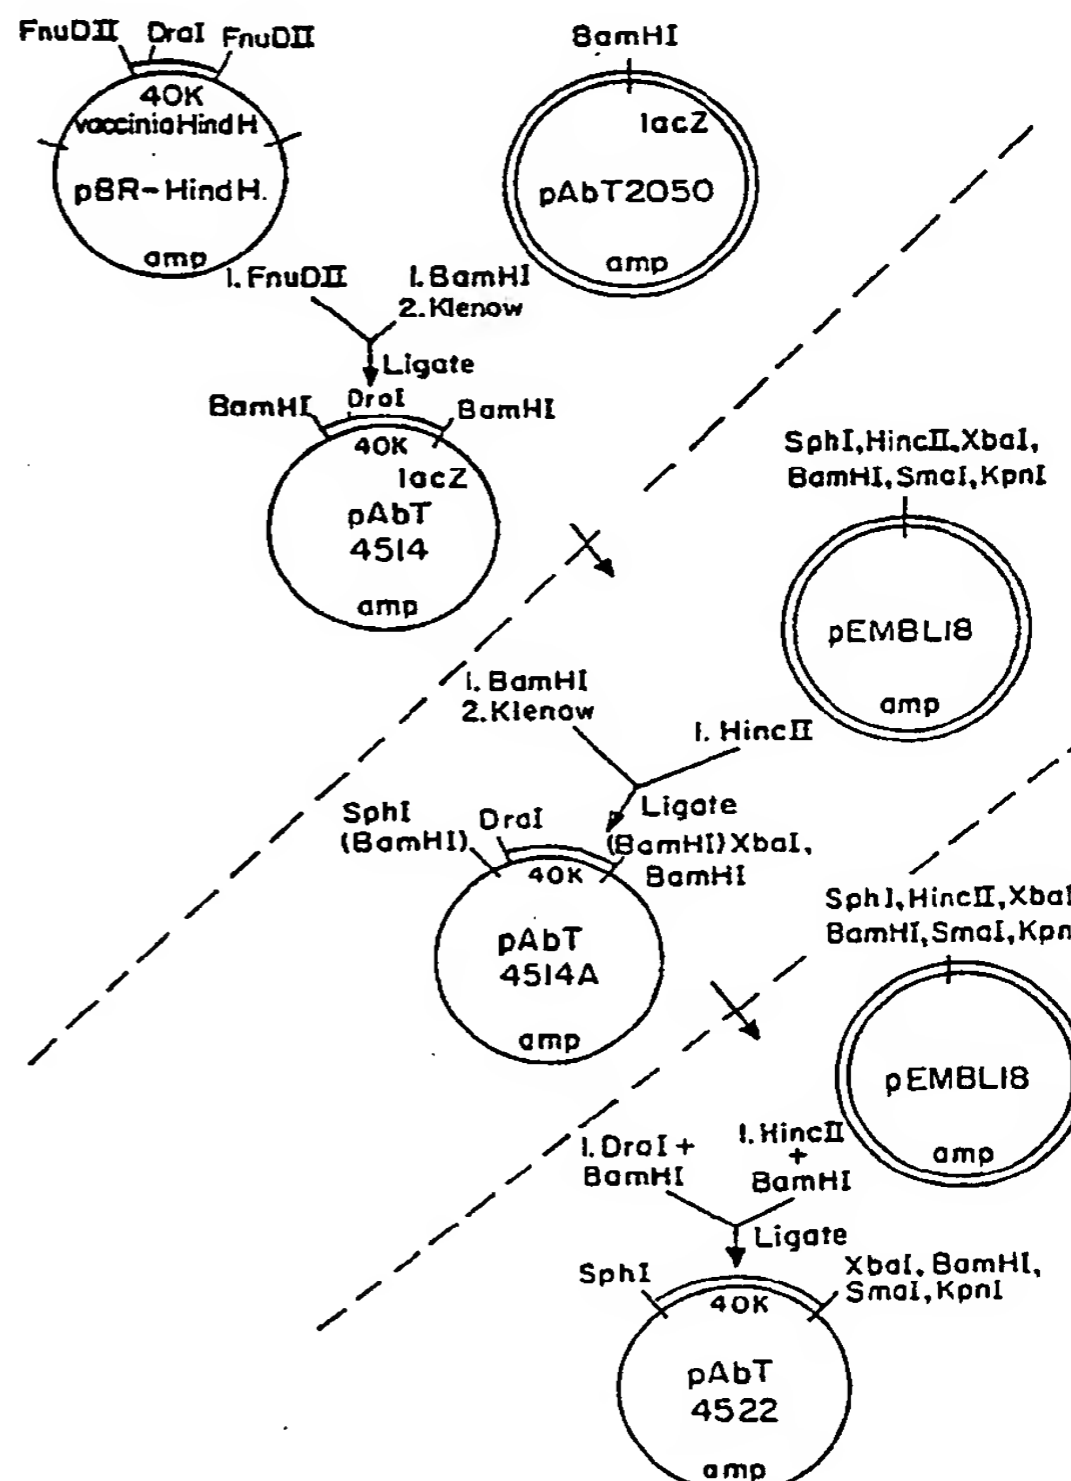 FnuDII DraI FnuDII
40K
vaccinia HindH
pBR-HindH.
amp
BamHI
lacZ
pAbT2050
amp
1. FnuDII
1. BamHI
2. Klenow
Ligate
BamHI DraI BamHI
40K
lacZ
pAbT
4514
amp
SphI, HincII, XbaI,
BamHI, SmaI, KpnI
pEMBL18
amp
1. BamHI
2. Klenow
1. HincII
Ligate
SphI
(BamHI)
DraI
(BamHI) XbaI,
BamHI
40K
pAbT
4514A
amp
SphI, HincII, XbaI
BamHI, SmaI, Kpn
pEMBL18
amp
1. DraI +
BamHI
1. HincII
+
BamHI
Ligate
SphI
XbaI, BamHI,
SmaI, KpnI
40K
pAbT
4522
amp